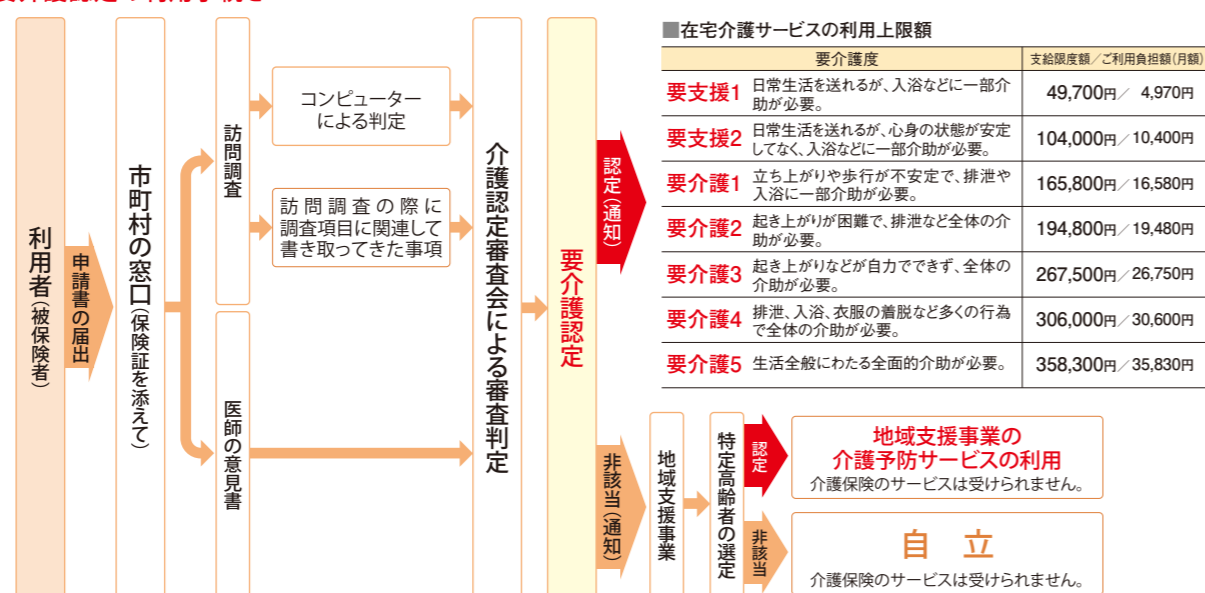 利用者(被保険者)
申請書の届出
市町村の窓口(保険証を添えて)
訪問調査
コンピューター
による判定
訪問調査の際に
調査項目に関連して
書き取ってきた事項
医師の意見書
介護認定審査会による審査判定
要介護認定
認定(通知)
■在宅介護サービスの利用上限額
要介護度 支給限度額/ご利用負担額(月額)
要支援1 日常生活を送れるが、入浴などに一部介
助が必要。 49,700円/ 4,970円
要支援2 日常生活を送れるが、心身の状態が安定
してなく、入浴などに一部介助が必要。 104,000円/10,400円
要介護1 立ち上がりや歩行が不安定で、排泄や
入浴に一部介助が必要。 165,800円/16,580円
要介護2 起き上がりが困難で、排泄など全体の介
助が必要。 194,800円/19,480円
要介護3 起き上がりなどが自力でできず、全体の
介助が必要。 267,500円/26,750円
要介護4 排泄、入浴、衣服の着脱など多くの行為
で全体の介助が必要。 306,000円/30,600円
要介護5 生活全般にわたる全面的介助が必要。 358,300円/35,830円
非該当(通知)
地域支援事業
特定高齢者の選定
認定
地域支援事業の
介護予防サービスの利用
介護保険のサービスは受けられません。
非該当
自 立
介護保険のサービスは受けられません。